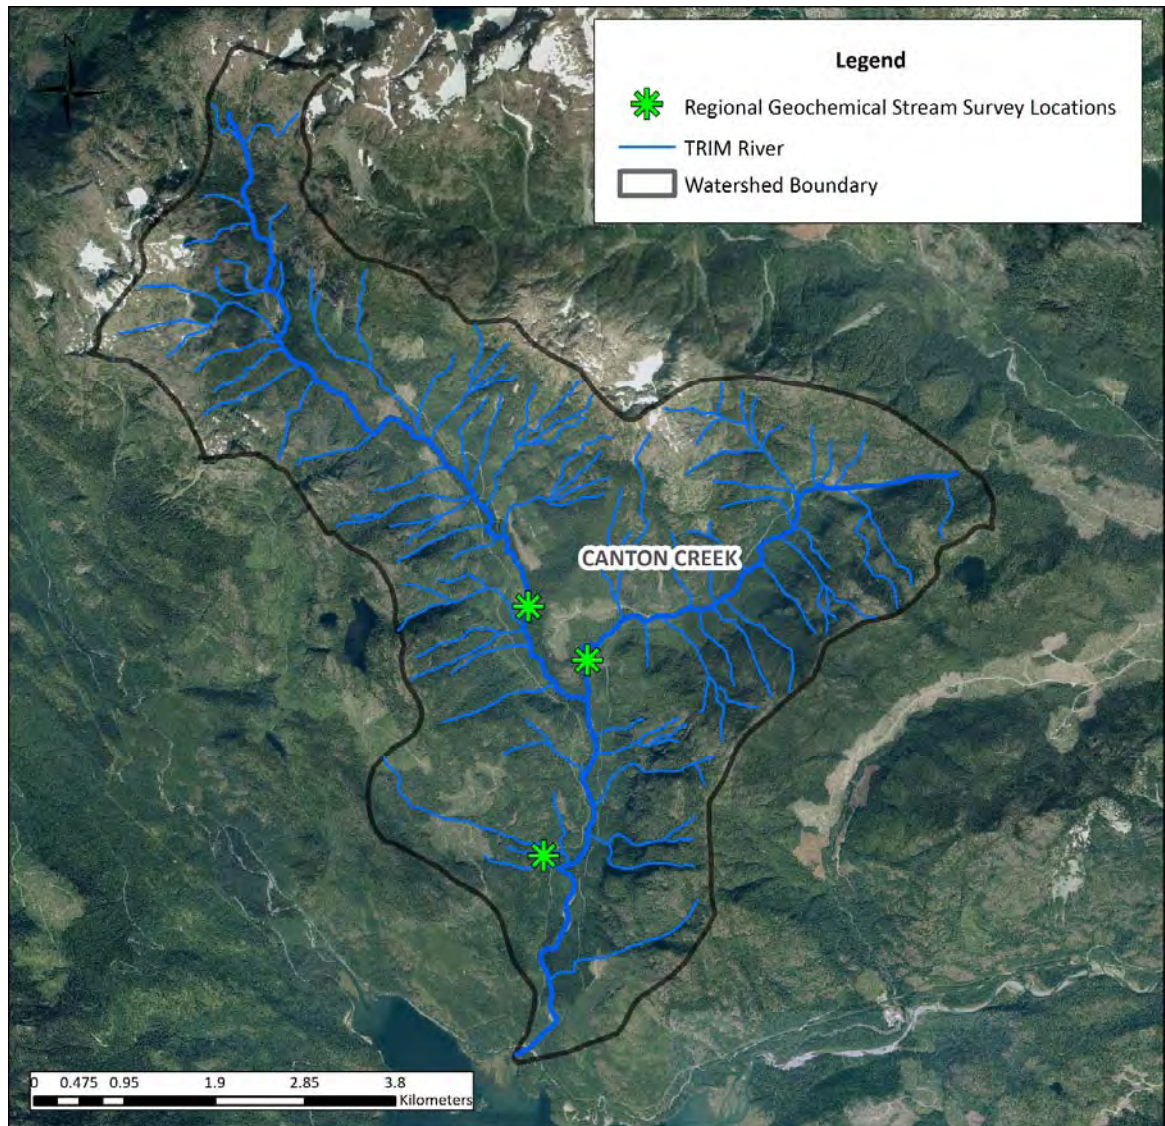 N
Legend
Regional Geochemical Stream Survey Locations
TRIM River
Watershed Boundary
CANTON CREEK
0 0.475 0.95 1.9 2.85 3.8
Kilometers